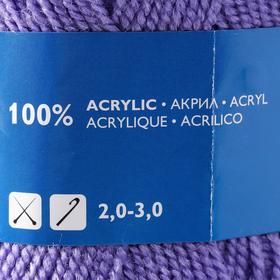 100% ACRYLIC • АКРИЛ • ACRYL
ACRYLIQUE • ACRILICO
2,0-3,0